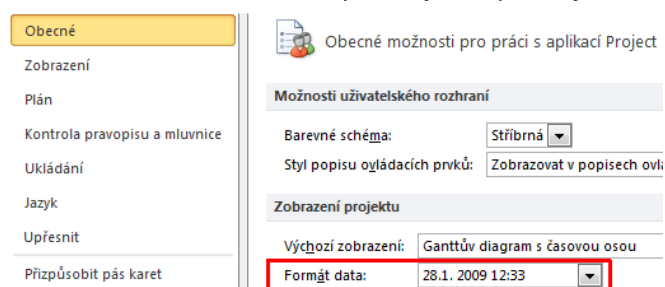 Obecné
Zobrazení
Plán
Kontrola pravopisu a mluvnice
Ukládání
Jazyk
Upřesnit
Přizpůsobit pás karet
Obecné možnosti pro práci s aplikací Project
Možnosti uživatelského rozhraní
Barevné schéma: Stříbrná
Styl popisu ovládacích prvků: Zobrazovat v popisech
Zobrazení projektu
Výchozí zobrazení: Ganttův diagram s časovou osou
Formát data: 28.1. 2009 12:33